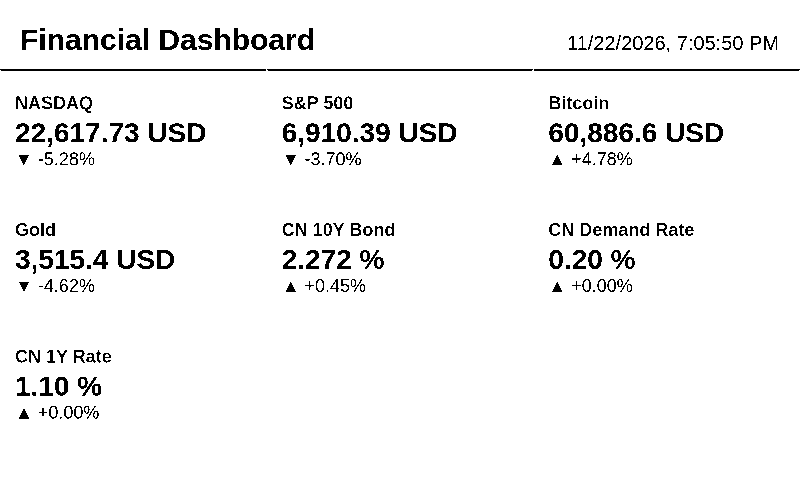 Financial Dashboard
11/22/2026, 7:05:50 PM
NASDAQ
22,617.73 USD
▼ -5.28%
S&P 500
6,910.39 USD
▼ -3.70%
Bitcoin
60,886.6 USD
▲ +4.78%
Gold
3,515.4 USD
▼ -4.62%
CN 10Y Bond
2.272 %
▲ +0.45%
CN Demand Rate
0.20 %
▲ +0.00%
CN 1Y Rate
1.10 %
▲ +0.00%